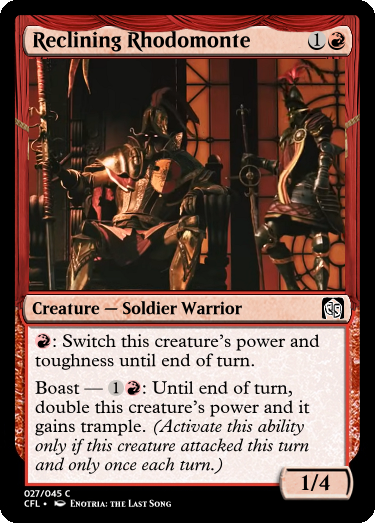 Reclining Rhodomonte 1
Creature — Soldier Warrior
: Switch this creature's power and
toughness until end of turn.
Boast — 1 : Until end of turn,
double this creature's power and it
gains trample. (Activate this ability
only if this creature attacked this turn
and only once each turn.)
1/4
027/045 C
CFL • Enotria: the Last Song